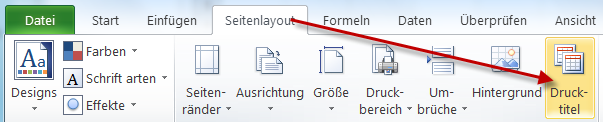 Datei Start Einfügen Seitenlayout Formeln Daten Überprüfen Ansicht
Aa
Designs
Farben
A Schrift arten
Effekte
Seiten-
ränder
Ausrichtung
Größe
Druck-
bereich
Um-
brüche
Hintergrund
Druck-
titel